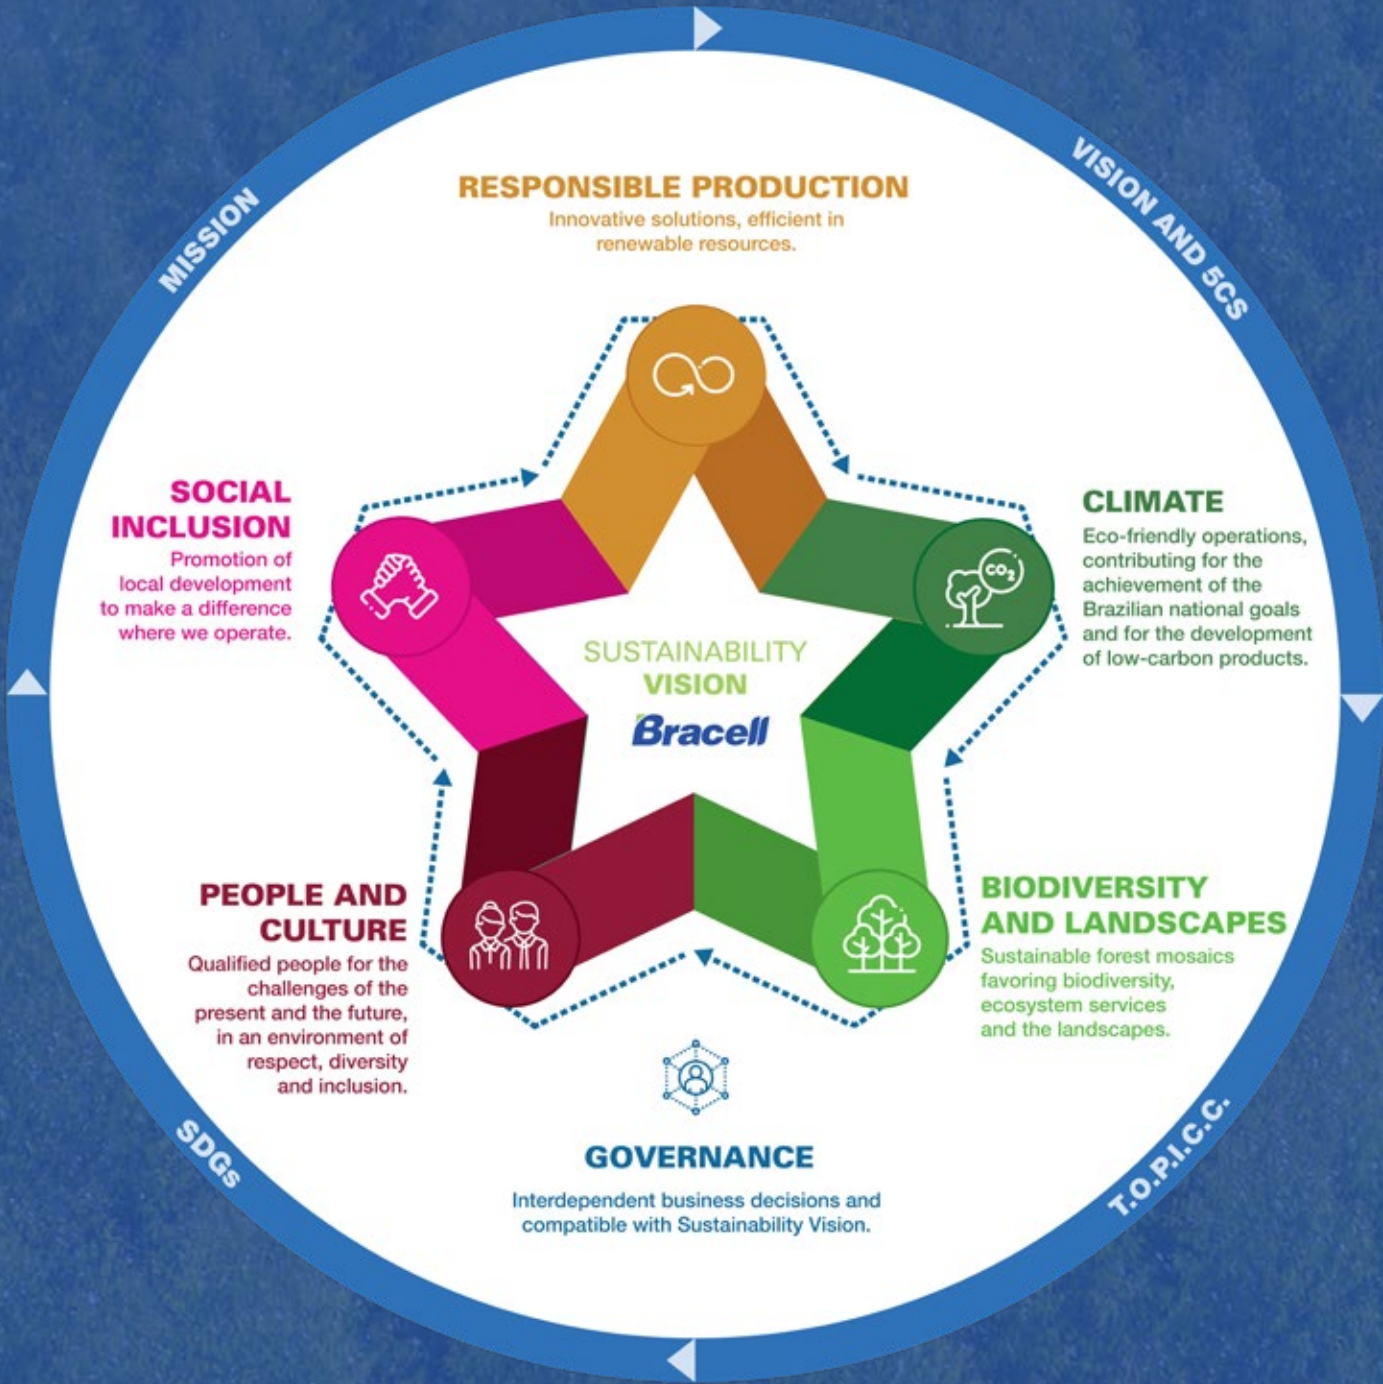 MISSION
VISION AND 5CS
RESPONSIBLE PRODUCTION
Innovative solutions, efficient in
renewable resources.
SOCIAL
INCLUSION
Promotion of
local development
to make a difference
where we operate.
CLIMATE
Eco-friendly operations,
contributing for the
achievement of the
Brazilian national goals
and for the development
of low-carbon products.
CO₂
SUSTAINABILITY
VISION
Bracell
PEOPLE AND
CULTURE
Qualified people for the
challenges of the
present and the future,
in an environment of
respect, diversity
and inclusion.
BIODIVERSITY
AND LANDSCAPES
Sustainable forest mosaics
favoring biodiversity,
ecosystem services
and the landscapes.
GOVERNANCE
Interdependent business decisions and
compatible with Sustainability Vision.
SDGs
T.O.P.I.C.C.